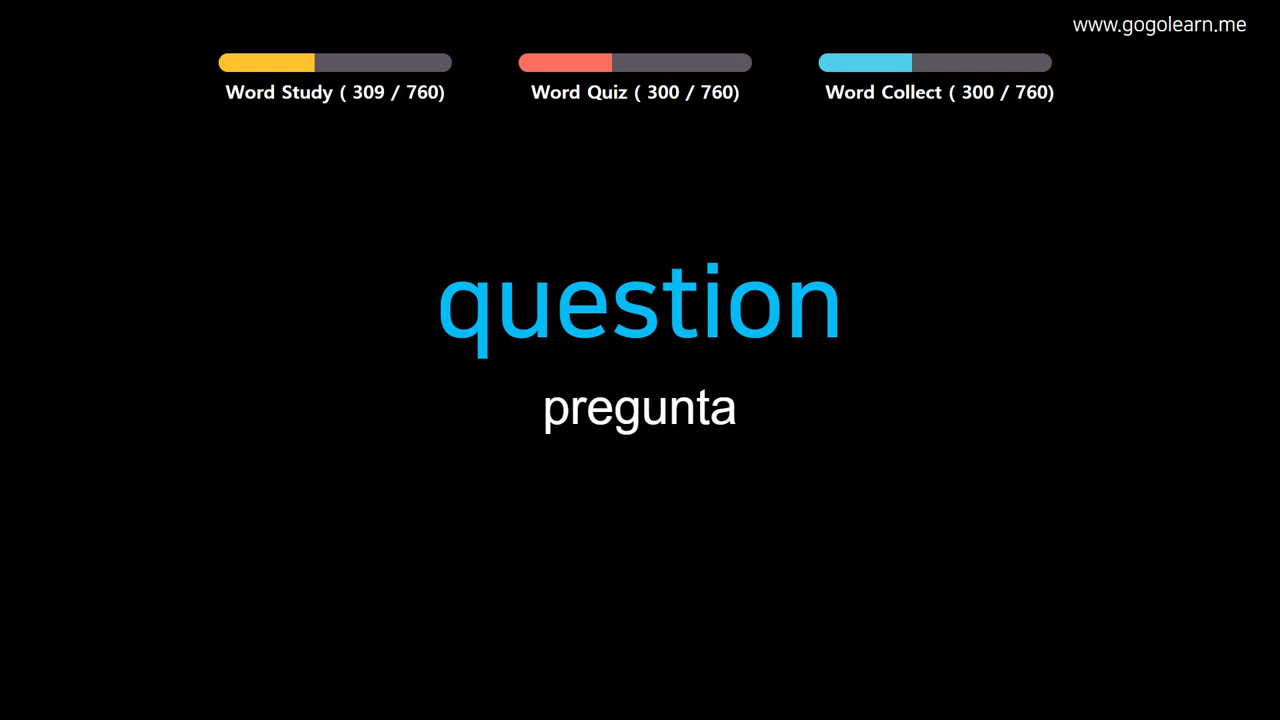 www.gogolearn.me
Word Study ( 309 / 760)
Word Quiz ( 300 / 760)
Word Collect ( 300 / 760)
question
pregunta